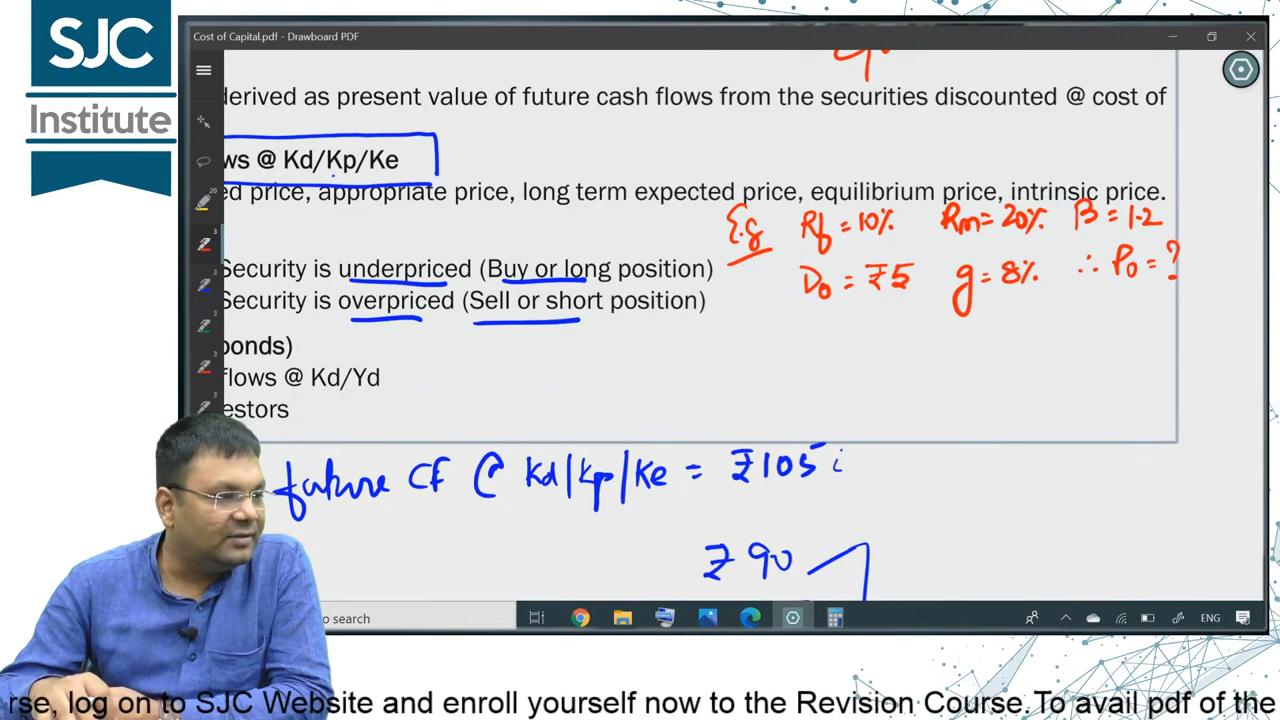 SJC
Institute
Cost of Capital.pdf - Drawboard PDF
derived as present value of future cash flows from the securities discounted @ cost of
ws @ Kd/Kp/Ke
ed price, appropriate price, long term expected price, equilibrium price, intrinsic price.
E.g Rf = 10% Rm = 20% β = 1.2
Security is underpriced (Buy or long position)
D₀ = ₹5 g = 8% ∴ P₀ = ?
Security is overpriced (Sell or short position)
bonds)
flows @ Kd/Yd
estors
future CF @ Kd/Kp/Ke = ₹105
₹90
to search
ENG
rse, log on to SJC Website and enroll yourself now to the Revision Course.To avail pdf of the